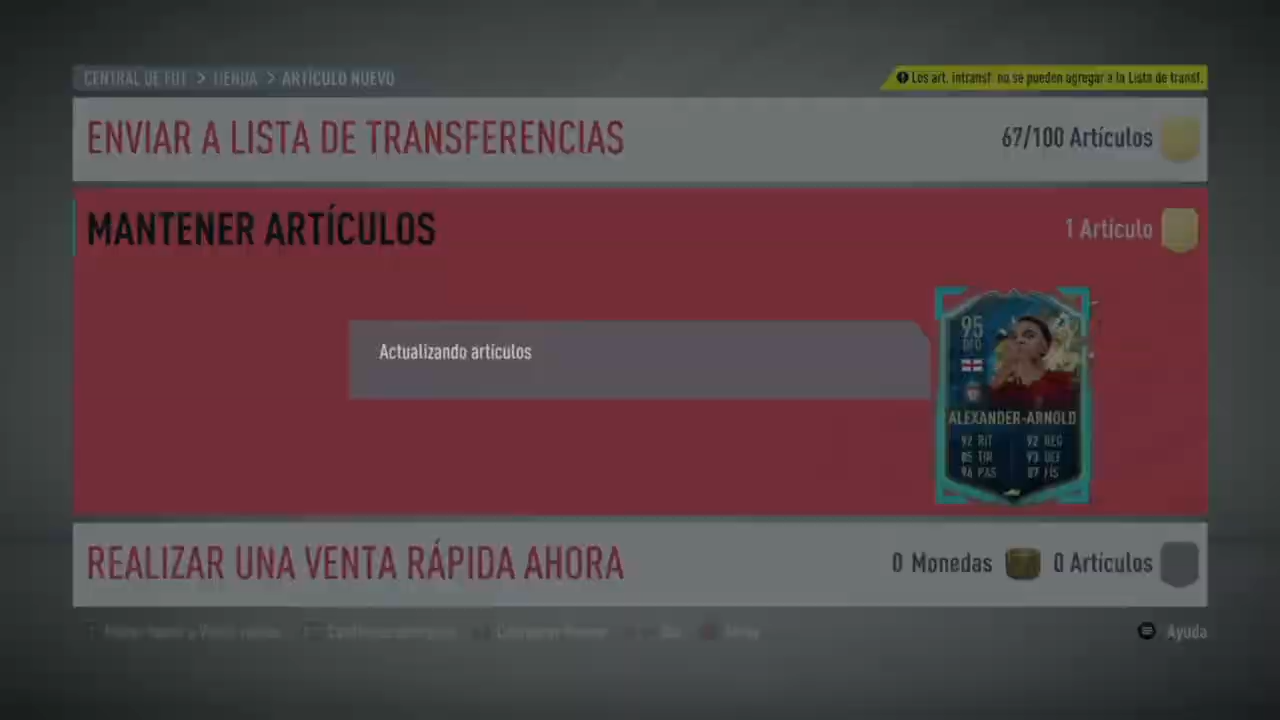 CENTRAL DE FUT > TIENDA > ARTÍCULO NUEVO
Los art. intransf. no se pueden agregar a la Lista de transf.
ENVIAR A LISTA DE TRANSFERENCIAS
67/100 Artículos
MANTENER ARTÍCULOS
1 Artículo
Actualizando artículos
95
DFD
ALEXANDER-ARNOLD
92 RIT 92 REG
85 TIR 93 DEF
96 PAS 87 FÍS
REALIZAR UNA VENTA RÁPIDA AHORA
0 Monedas
0 Artículos
Ayuda